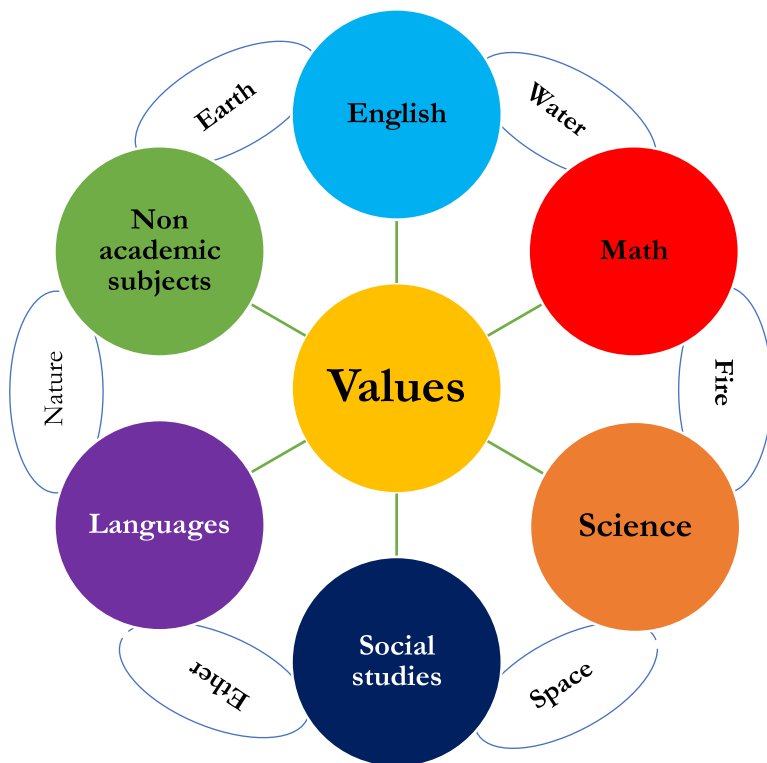 English
Water
Math
Fire
Science
Space
Social
studies
Ether
Languages
Nature
Non
academic
subjects
Earth
Values